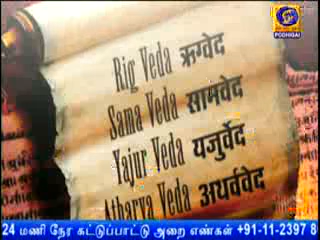 PODHIGAI
Rig Veda ऋग्वेद
Sama Veda सामवेद
Yajur Veda यजुर्वेद
Atharva Veda अथर्ववेद
24 மணி நேர கட்டுப்பாட்டு அறை எண்கள் +91-11-2397 8